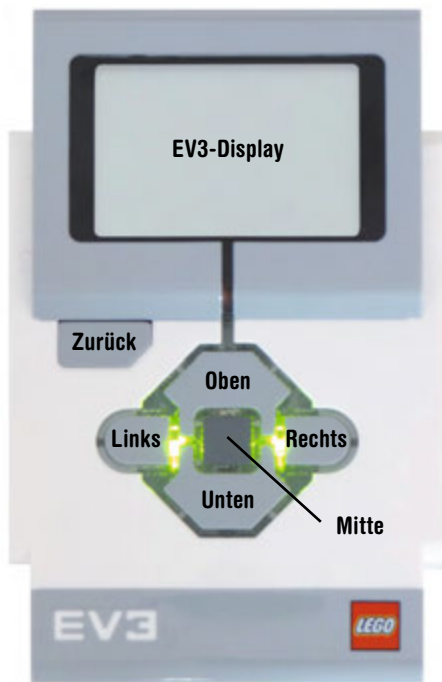 EV3-Display
Zurück
Oben
Links
Rechts
Unten
Mitte
EV3
LEGO